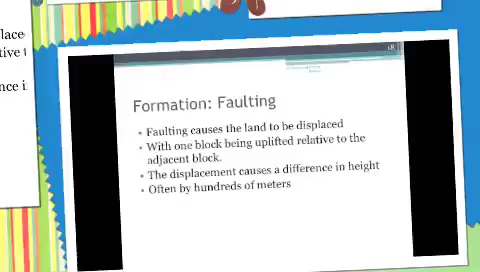 18
Formation: Faulting
• Faulting causes the land to be displaced
• With one block being uplifted relative to the
adjacent block.
• The displacement causes a difference in height
• Often by hundreds of meters